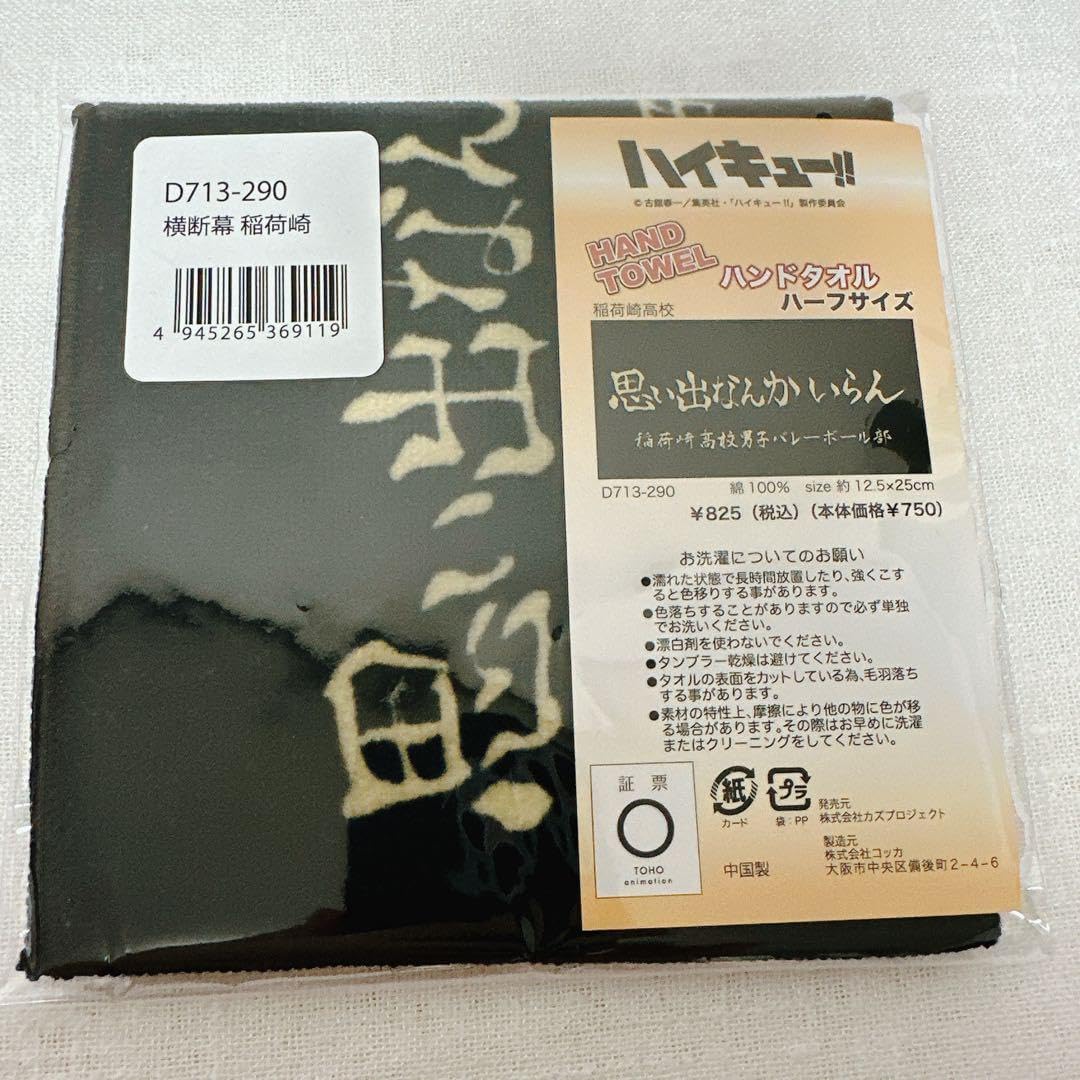 D713-290
横断幕 稲荷崎
4 945265 369119
思い出なん
ハイキュー!!
©古舘春一／集英社・「ハイキュー!!」製作委員会
HAND
TOWEL
ハンドタオル
ハーフサイズ
稲荷崎高校
思い出なんかいらん
稲荷崎高校男子バレーボール部
D713-290 綿100% size 約12.5×25cm
¥825（税込）（本体価格¥750）
お洗濯についてのお願い
●濡れた状態で長時間放置したり、強くこす
ると色移りする事があります。
●色落ちすることがありますので必ず単独
でお洗いください。
●漂白剤を使わないでください。
●タンブラー乾燥は避けてください。
●タオルの表面をカットしている為、毛羽落ち
する事があります。
●素材の特性上、摩擦により他の物に色が移
る場合があります。その際はお早めに洗濯
またはクリーニングをしてください。
証票
TOHO
animation
紙
カード
プラ
袋：PP
発売元
株式会社カズプロジェクト
中国製
製造元
株式会社コッカ
大阪市中央区備後町2-4-6